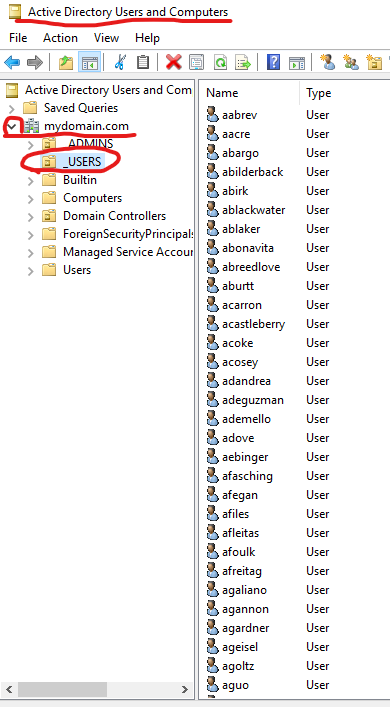 Active Directory Users and Computers
File Action View Help
Active Directory Users and Com
Saved Queries
mydomain.com
_ADMINS
_USERS
Builtin
Computers
Domain Controllers
ForeignSecurityPrincipals
Managed Service Accour
Users
Name Type
aabrev User
aacre User
abargo User
abilderback User
abirk User
ablackwater User
ablaker User
abonavita User
abreedlove User
aburtt User
acarron User
acastleberry User
acoke User
acosey User
adandrea User
adeguzman User
ademello User
adove User
aebinger User
afasching User
afegan User
afiles User
afleitas User
afoulk User
afreitag User
agaliano User
agannon User
agardner User
ageisel User
agoltz User
aguo User